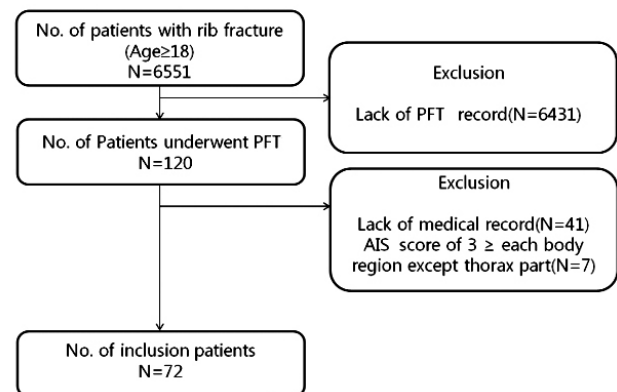 No. of patients with rib fracture
(Age≥18)
N=6551
Exclusion
Lack of PFT record(N=6431)
No. of Patients underwent PFT
N=120
Exclusion
Lack of medical record(N=41)
AIS score of 3 ≥ each body
region except thorax part(N=7)
No. of inclusion patients
N=72